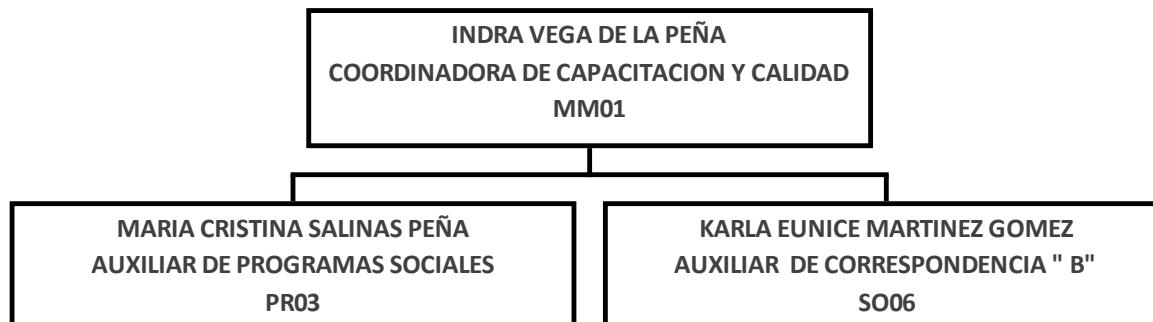 INDRA VEGA DE LA PEÑA
COORDINADORA DE CAPACITACION Y CALIDAD
MM01
MARIA CRISTINA SALINAS PEÑA
AUXILIAR DE PROGRAMAS SOCIALES
PR03
KARLA EUNICE MARTINEZ GOMEZ
AUXILIAR  DE CORRESPONDENCIA " B"
SO06